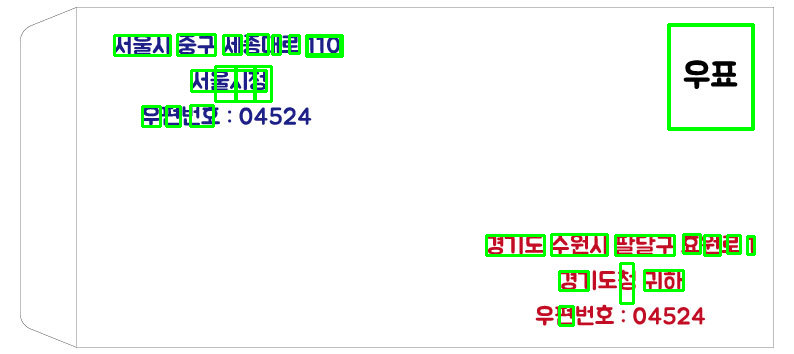 서울시 중구 세종대로 110
서울시청
우편번호 : 04524
우표
경기도 수원시 팔달구 효원로 1
경기도청 귀하
우편번호 : 04524